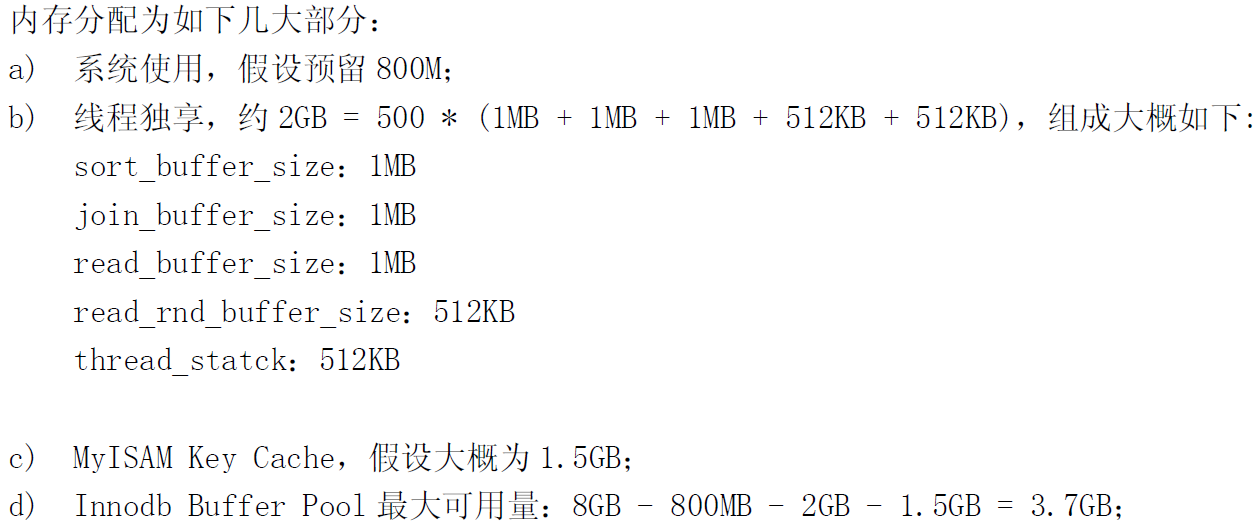 内存分配为如下几大部分：
a) 系统使用，假设预留 800M；
b) 线程独享，约 2GB = 500 * (1MB + 1MB + 1MB + 512KB + 512KB)，组成大概如下：
sort_buffer_size：1MB
join_buffer_size：1MB
read_buffer_size：1MB
read_rnd_buffer_size：512KB
thread_statck：512KB
c) MyISAM Key Cache，假设大概为 1.5GB；
d) Innodb Buffer Pool 最大可用量：8GB - 800MB - 2GB - 1.5GB = 3.7GB；